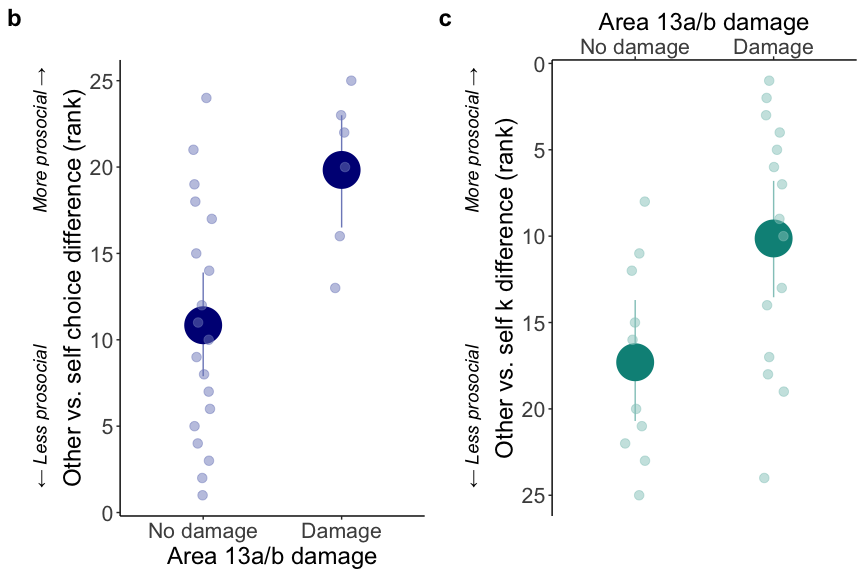 b
More prosocial →
← Less prosocial
Other vs. self choice difference (rank)
25
20
15
10
5
0
No damage Damage
Area 13a/b damage
c
Area 13a/b damage
No damage Damage
More prosocial →
← Less prosocial
Other vs. self k difference (rank)
0
5
10
15
20
25